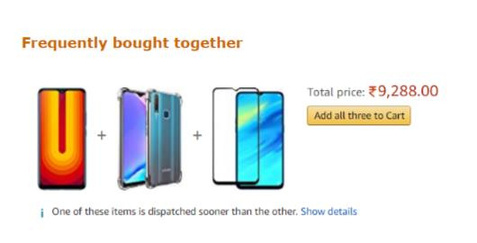 Frequently bought together
Total price: ₹9,288.00
+ +
Add all three to Cart
i One of these items is dispatched sooner than the other. Show details